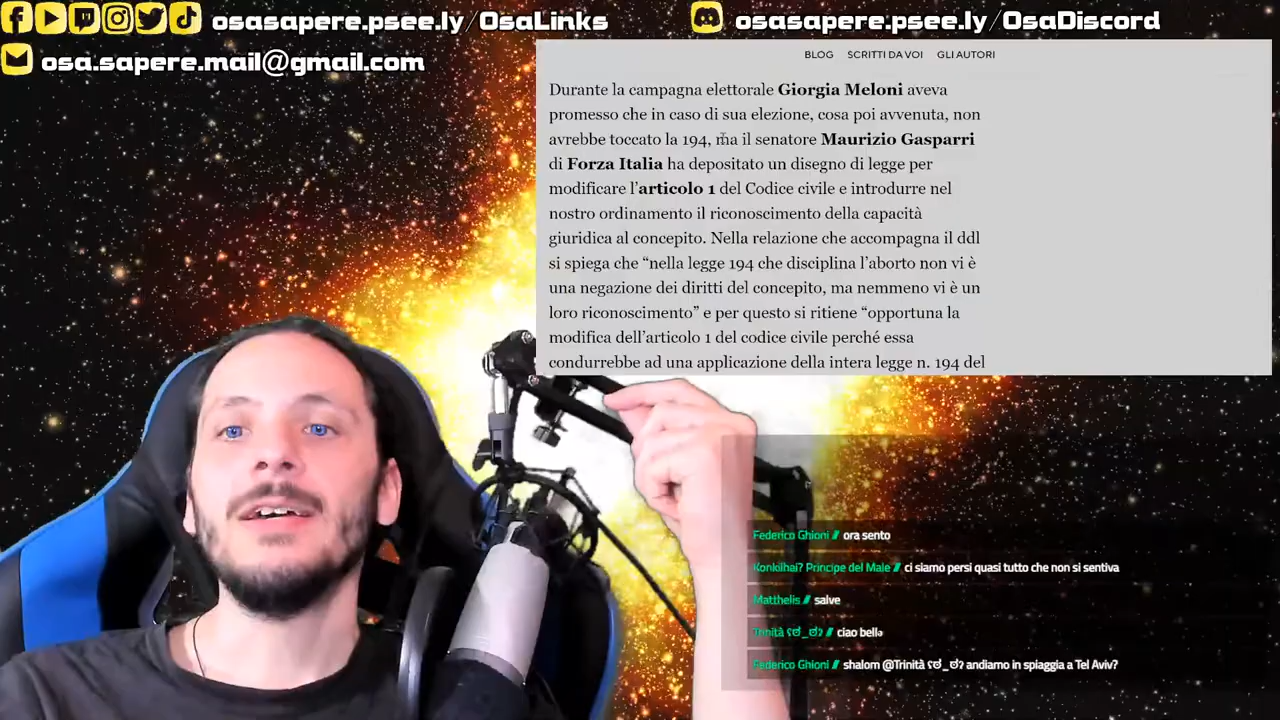 osasapere.psee.ly/OsaLinks
osasapere.psee.ly/OsaDiscord
osa.sapere.mail@gmail.com
BLOG SCRITTI DA VOI GLI AUTORI
Durante la campagna elettorale Giorgia Meloni aveva
promesso che in caso di sua elezione, cosa poi avvenuta, non
avrebbe toccato la 194, ma il senatore Maurizio Gasparri
di Forza Italia ha depositato un disegno di legge per
modificare l’articolo 1 del Codice civile e introdurre nel
nostro ordinamento il riconoscimento della capacità
giuridica al concepito. Nella relazione che accompagna il ddl
si spiega che “nella legge 194 che disciplina l’aborto non vi è
una negazione dei diritti del concepito, ma nemmeno vi è un
loro riconoscimento” e per questo si ritiene “opportuna la
modifica dell’articolo 1 del codice civile perché essa
condurrebbe ad una applicazione della intera legge n. 194 del
Federico Ghioni // ora sento
Konkilhai? Principe del Male // ci siamo persi quasi tutto che non si sentiva
Matthelis // salve
Trinità ʕಠ_ಠʔ // ciao bellə
Federico Ghioni // shalom @Trinità ʕಠ_ಠʔ andiamo in spiaggia a Tel Aviv?